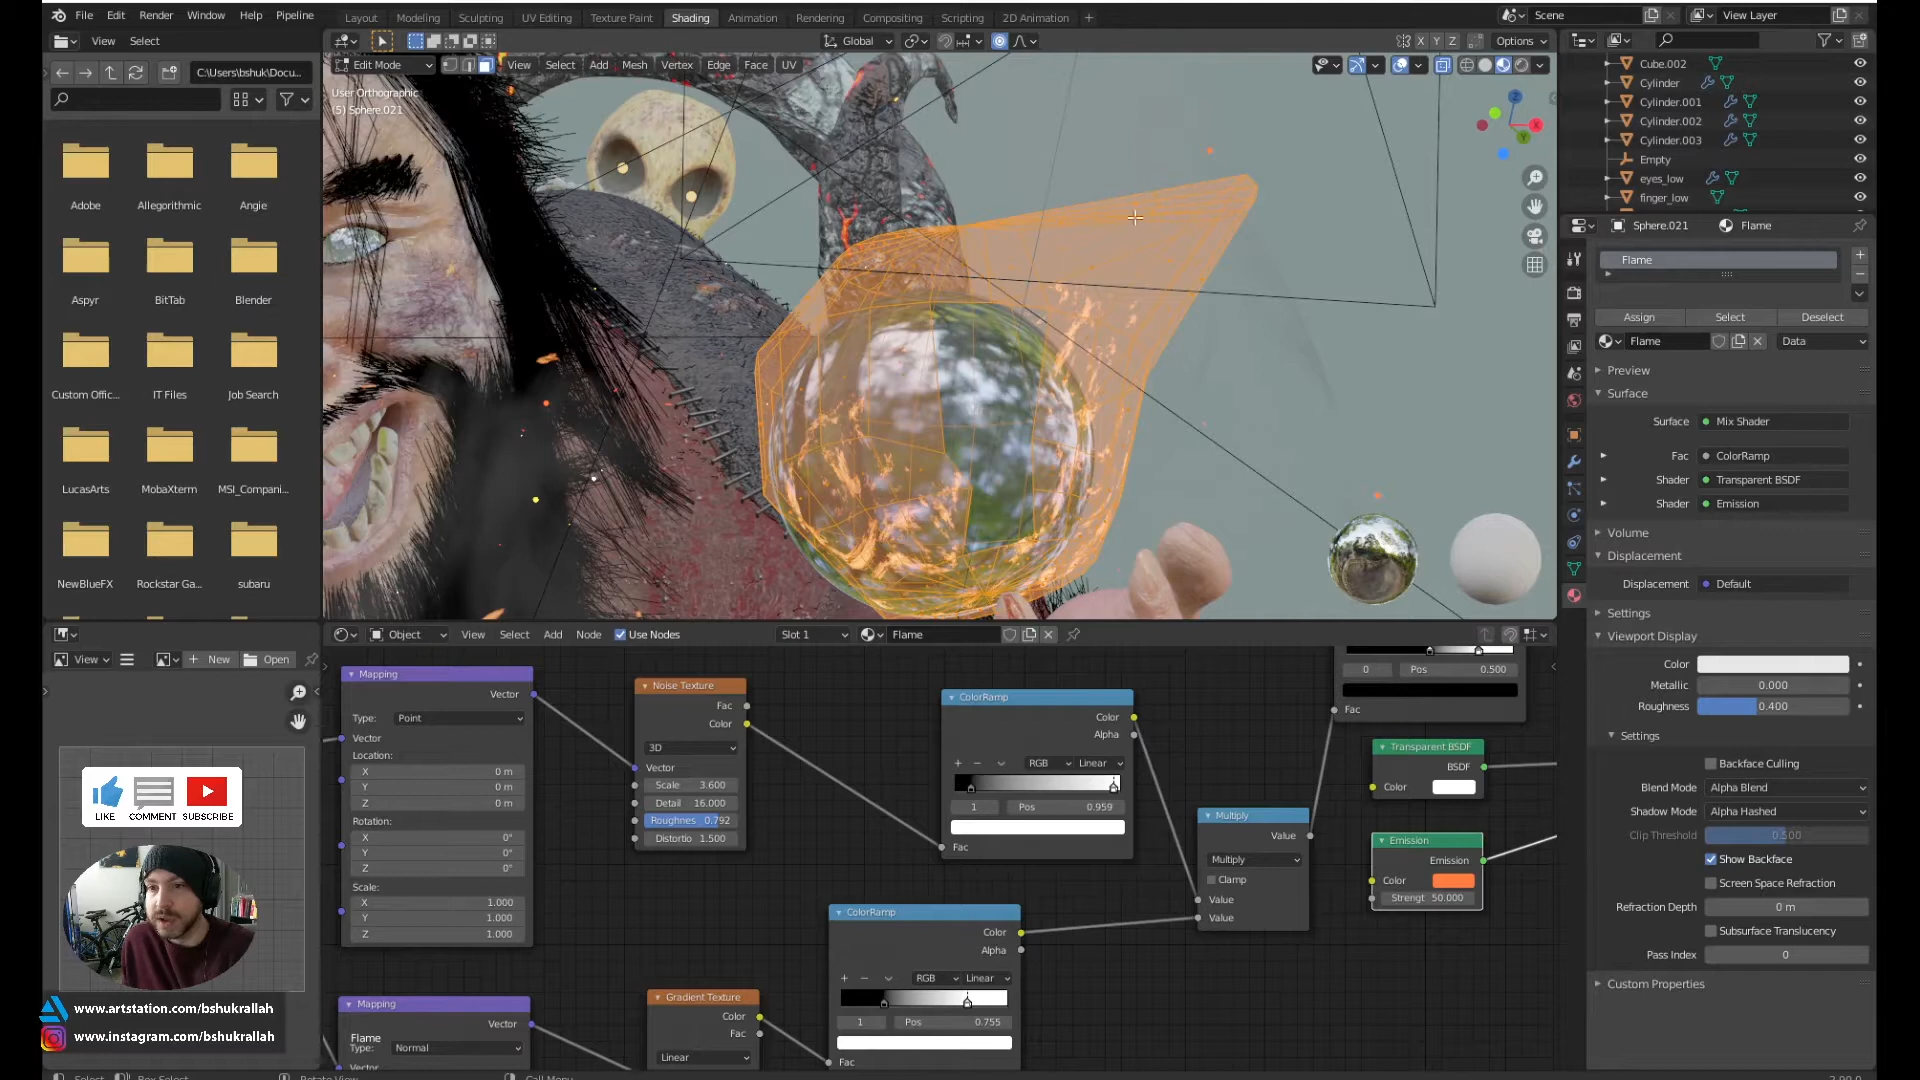 File Edit Render Window Help Pipeline
Layout Modeling Sculpting UV Editing Texture Paint Shading Animation Rendering Compositing Scripting 2D Animation +
Scene
View Layer
View Select
Global
X Y Z
Options
C:\Users\bshuk\Docu...
Edit Mode
View Select Add Mesh Vertex Edge Face UV
User Orthographic
(5) Sphere.021
Adobe Allegorithmic Angie
Aspyr BitTab Blender
Custom Offic... IT Files Job Search
LucasArts MobaXterm MSI_Compani...
NewBlueFX Rockstar Ga... subaru
Cube.002
Cylinder
Cylinder.001
Cylinder.002
Cylinder.003
Empty
eyes_low
finger_low
Sphere.021 Flame
Flame
Assign Select Deselect
Flame Data
Preview
Surface
Surface Mix Shader
Fac ColorRamp
Shader Transparent BSDF
Shader Emission
Volume
Displacement
Displacement Default
Settings
Viewport Display
Color
Metallic 0.000
Roughness 0.400
Settings
Backface Culling
Blend Mode Alpha Blend
Shadow Mode Alpha Hashed
Clip Threshold 0.500
Show Backface
Screen Space Refraction
Refraction Depth 0 m
Subsurface Translucency
Pass Index 0
Custom Properties
View New Open
LIKE COMMENT SUBSCRIBE
www.artstation.com/bshukrallah
www.instagram.com/bshukrallah
Object View Select Add Node Use Nodes Slot 1 Flame
Mapping
Vector
Type: Point
Vector
Location:
X 0 m
Y 0 m
Z 0 m
Rotation:
X 0°
Y 0°
Z 0°
Scale:
X 1.000
Y 1.000
Z 1.000
Noise Texture
Fac
Color
3D
Vector
Scale 3.600
Detail 16.000
Roughnes 0.792
Distortio 1.500
ColorRamp
Color
Alpha
+ − RGB Linear
1 Pos 0.959
Fac
0 Pos 0.500
Fac
Multiply
Value
Multiply
Clamp
Value
Value
Transparent BSDF
BSDF
Color
Emission
Emission
Color
Strengt 50.000
ColorRamp
Color
Alpha
+ − RGB Linear
1 Pos 0.755
Fac
Mapping
Vector
Flame
Type: Normal
Vector
Gradient Texture
Color
Fac
Linear
Select Box Select Rotate View Call Menu